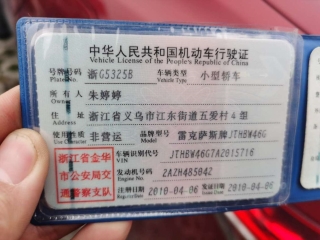 中华人民共和国机动车行驶证
Vehicle License of the People's Republic of China
号牌号码 浙G5325B 车辆类型 小型轿车
Plate No. Vehicle Type
所有人 朱婷婷
Owner
住址 浙江省义乌市江东街道五爱村4组
Address
使用性质 非营运 品牌型号 雷克萨斯牌JTHBW46G
Use Character Model
浙江省金华 车辆识别代号 JTHBW46G7A2015716
VIN
市公安局交 发动机号码 2AZH485042
Engine No.
通警察支队 注册日期 2010-04-06 发证日期 2010-04-06
Register Date Issue Date